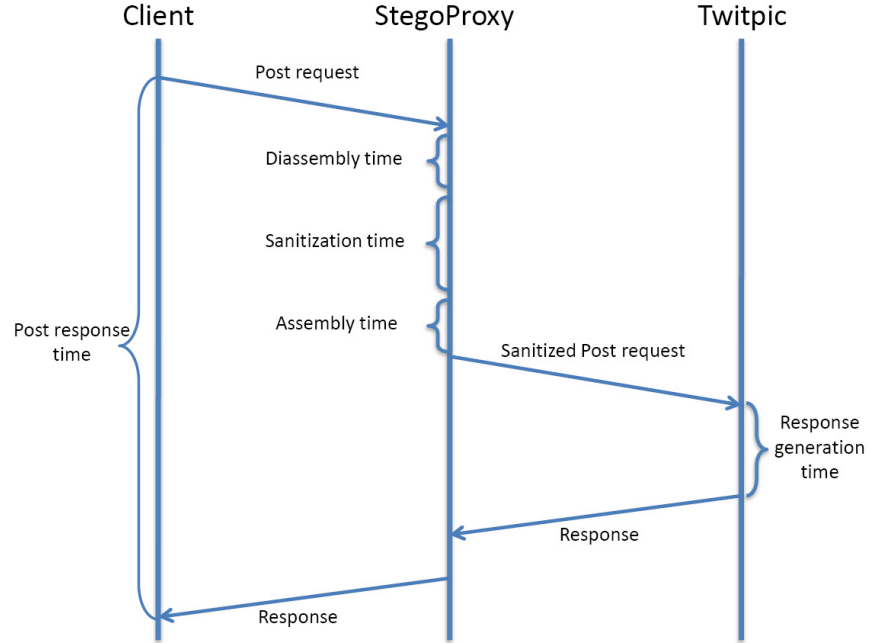 Client
StegoProxy
Twitpic
Post request
Diassembly time
Sanitization time
Assembly time
Post response
time
Sanitized Post request
Response
generation
time
Response
Response